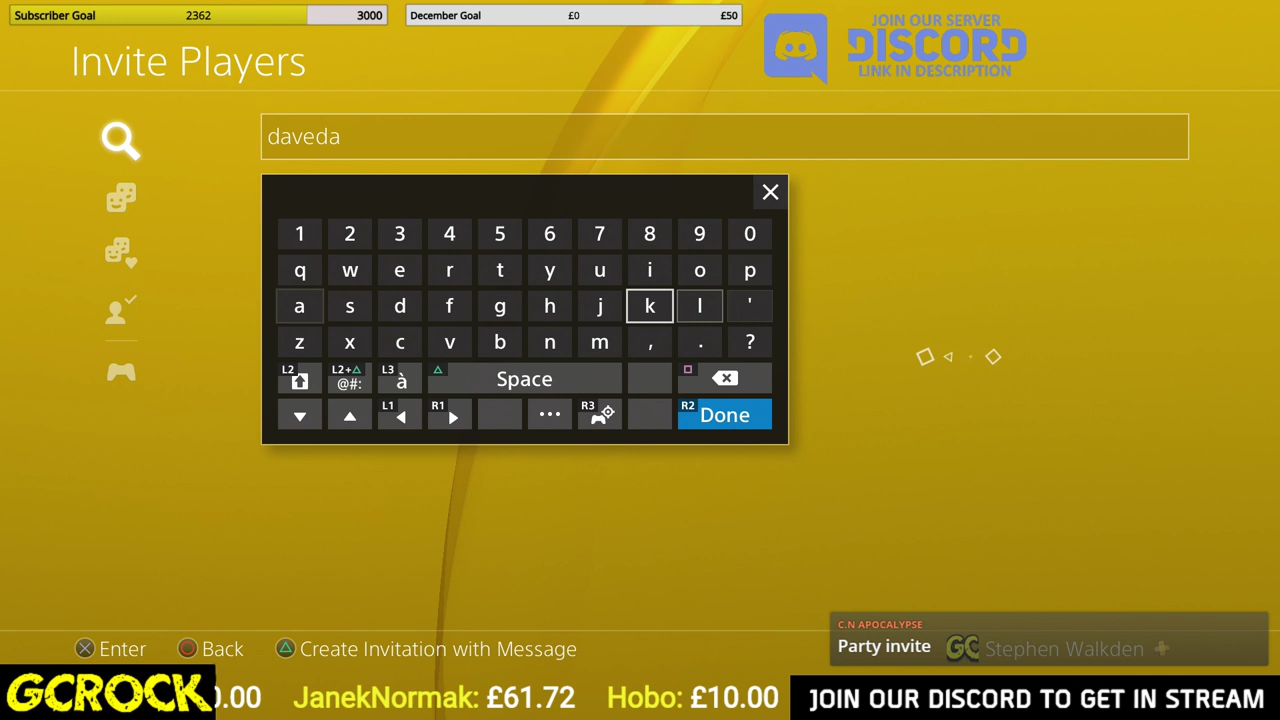 Subscriber Goal 2362 3000 December Goal £0 £50
JOIN OUR SERVER
DISCORD
LINK IN DESCRIPTION
Invite Players
daveda
1 2 3 4 5 6 7 8 9 0
q w e r t y u i o p
a s d f g h j k l '
z x c v b n m , . ?
L2 L2+△ @#: L3 à △ Space
L1 R1 ... R3 R2 Done
C.N APOCALYPSE
Party invite GC Stephen Walkden
Enter Back Create Invitation with Message
GCROCK 0.00 JanekNormak: £61.72 Hobo: £10.00 JOIN OUR DISCORD TO GET IN STREAM